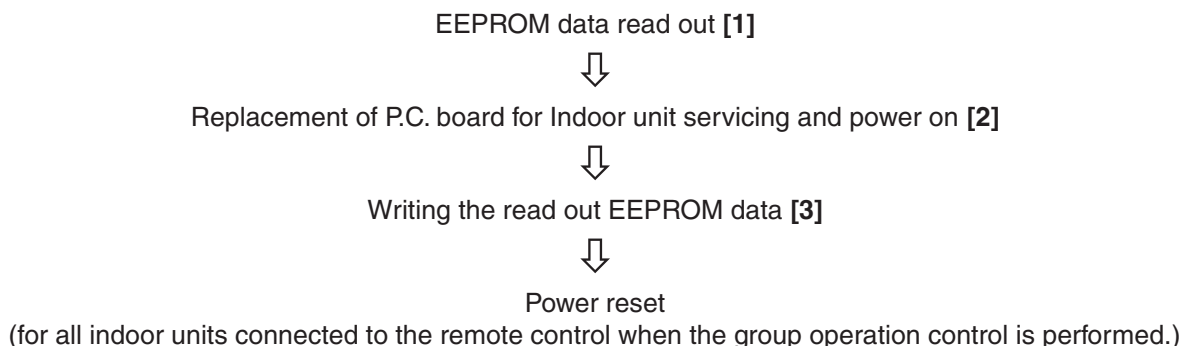 EEPROM data read out [1]
Replacement of P.C. board for Indoor unit servicing and power on [2]
Writing the read out EEPROM data [3]
Power reset
(for all indoor units connected to the remote control when the group operation control is performed.)